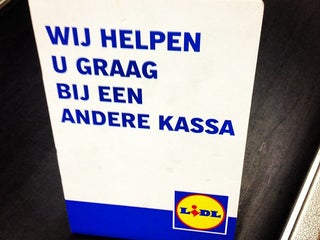 WIJ HELPEN
U GRAAG
BIJ EEN
ANDERE KASSA
LIDL